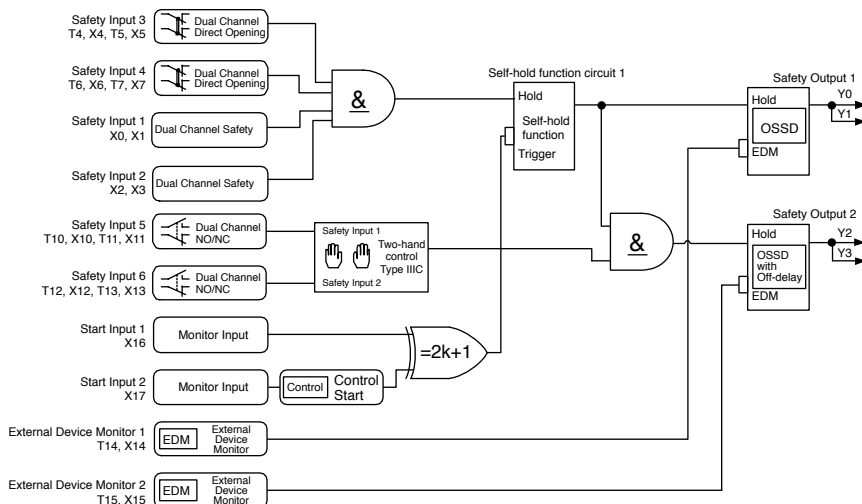 Safety Input 3
T4, X4, T5, X5
Dual Channel
Direct Opening
Safety Input 4
T6, X6, T7, X7
Dual Channel
Direct Opening
Safety Input 1
X0, X1
Dual Channel Safety
Safety Input 2
X2, X3
Dual Channel Safety
&
Self-hold function circuit 1
Hold
Self-hold
function
Trigger
Safety Output 1
Hold
OSSD
EDM
Y0
Y1
Safety Input 5
T10, X10, T11, X11
Dual Channel
NO/NC
Safety Input 6
T12, X12, T13, X13
Dual Channel
NO/NC
Safety Input 1
Two-hand
control
Type IIIC
Safety Input 2
&
Safety Output 2
Hold
OSSD
with
Off-delay
EDM
Y2
Y3
Start Input 1
X16
Monitor Input
Start Input 2
X17
Monitor Input
Control
Control
Start
=2k+1
External Device Monitor 1
T14, X14
EDM
External
Device
Monitor
External Device Monitor 2
T15, X15
EDM
External
Device
Monitor